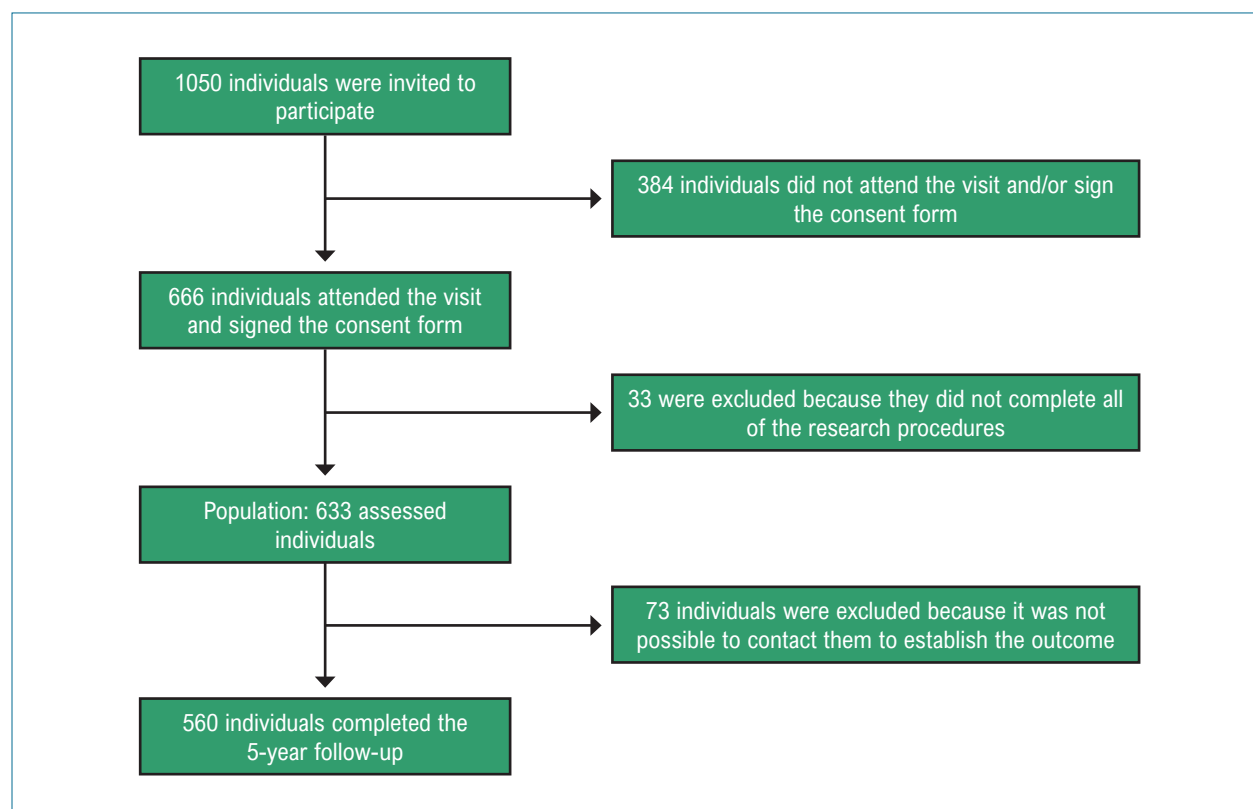 1050 individuals were invited to
participate
384 individuals did not attend the visit and/or sign
the consent form
666 individuals attended the visit
and signed the consent form
33 were excluded because they did not complete all
of the research procedures
Population: 633 assessed
individuals
73 individuals were excluded because it was not
possible to contact them to establish the outcome
560 individuals completed the
5-year follow-up